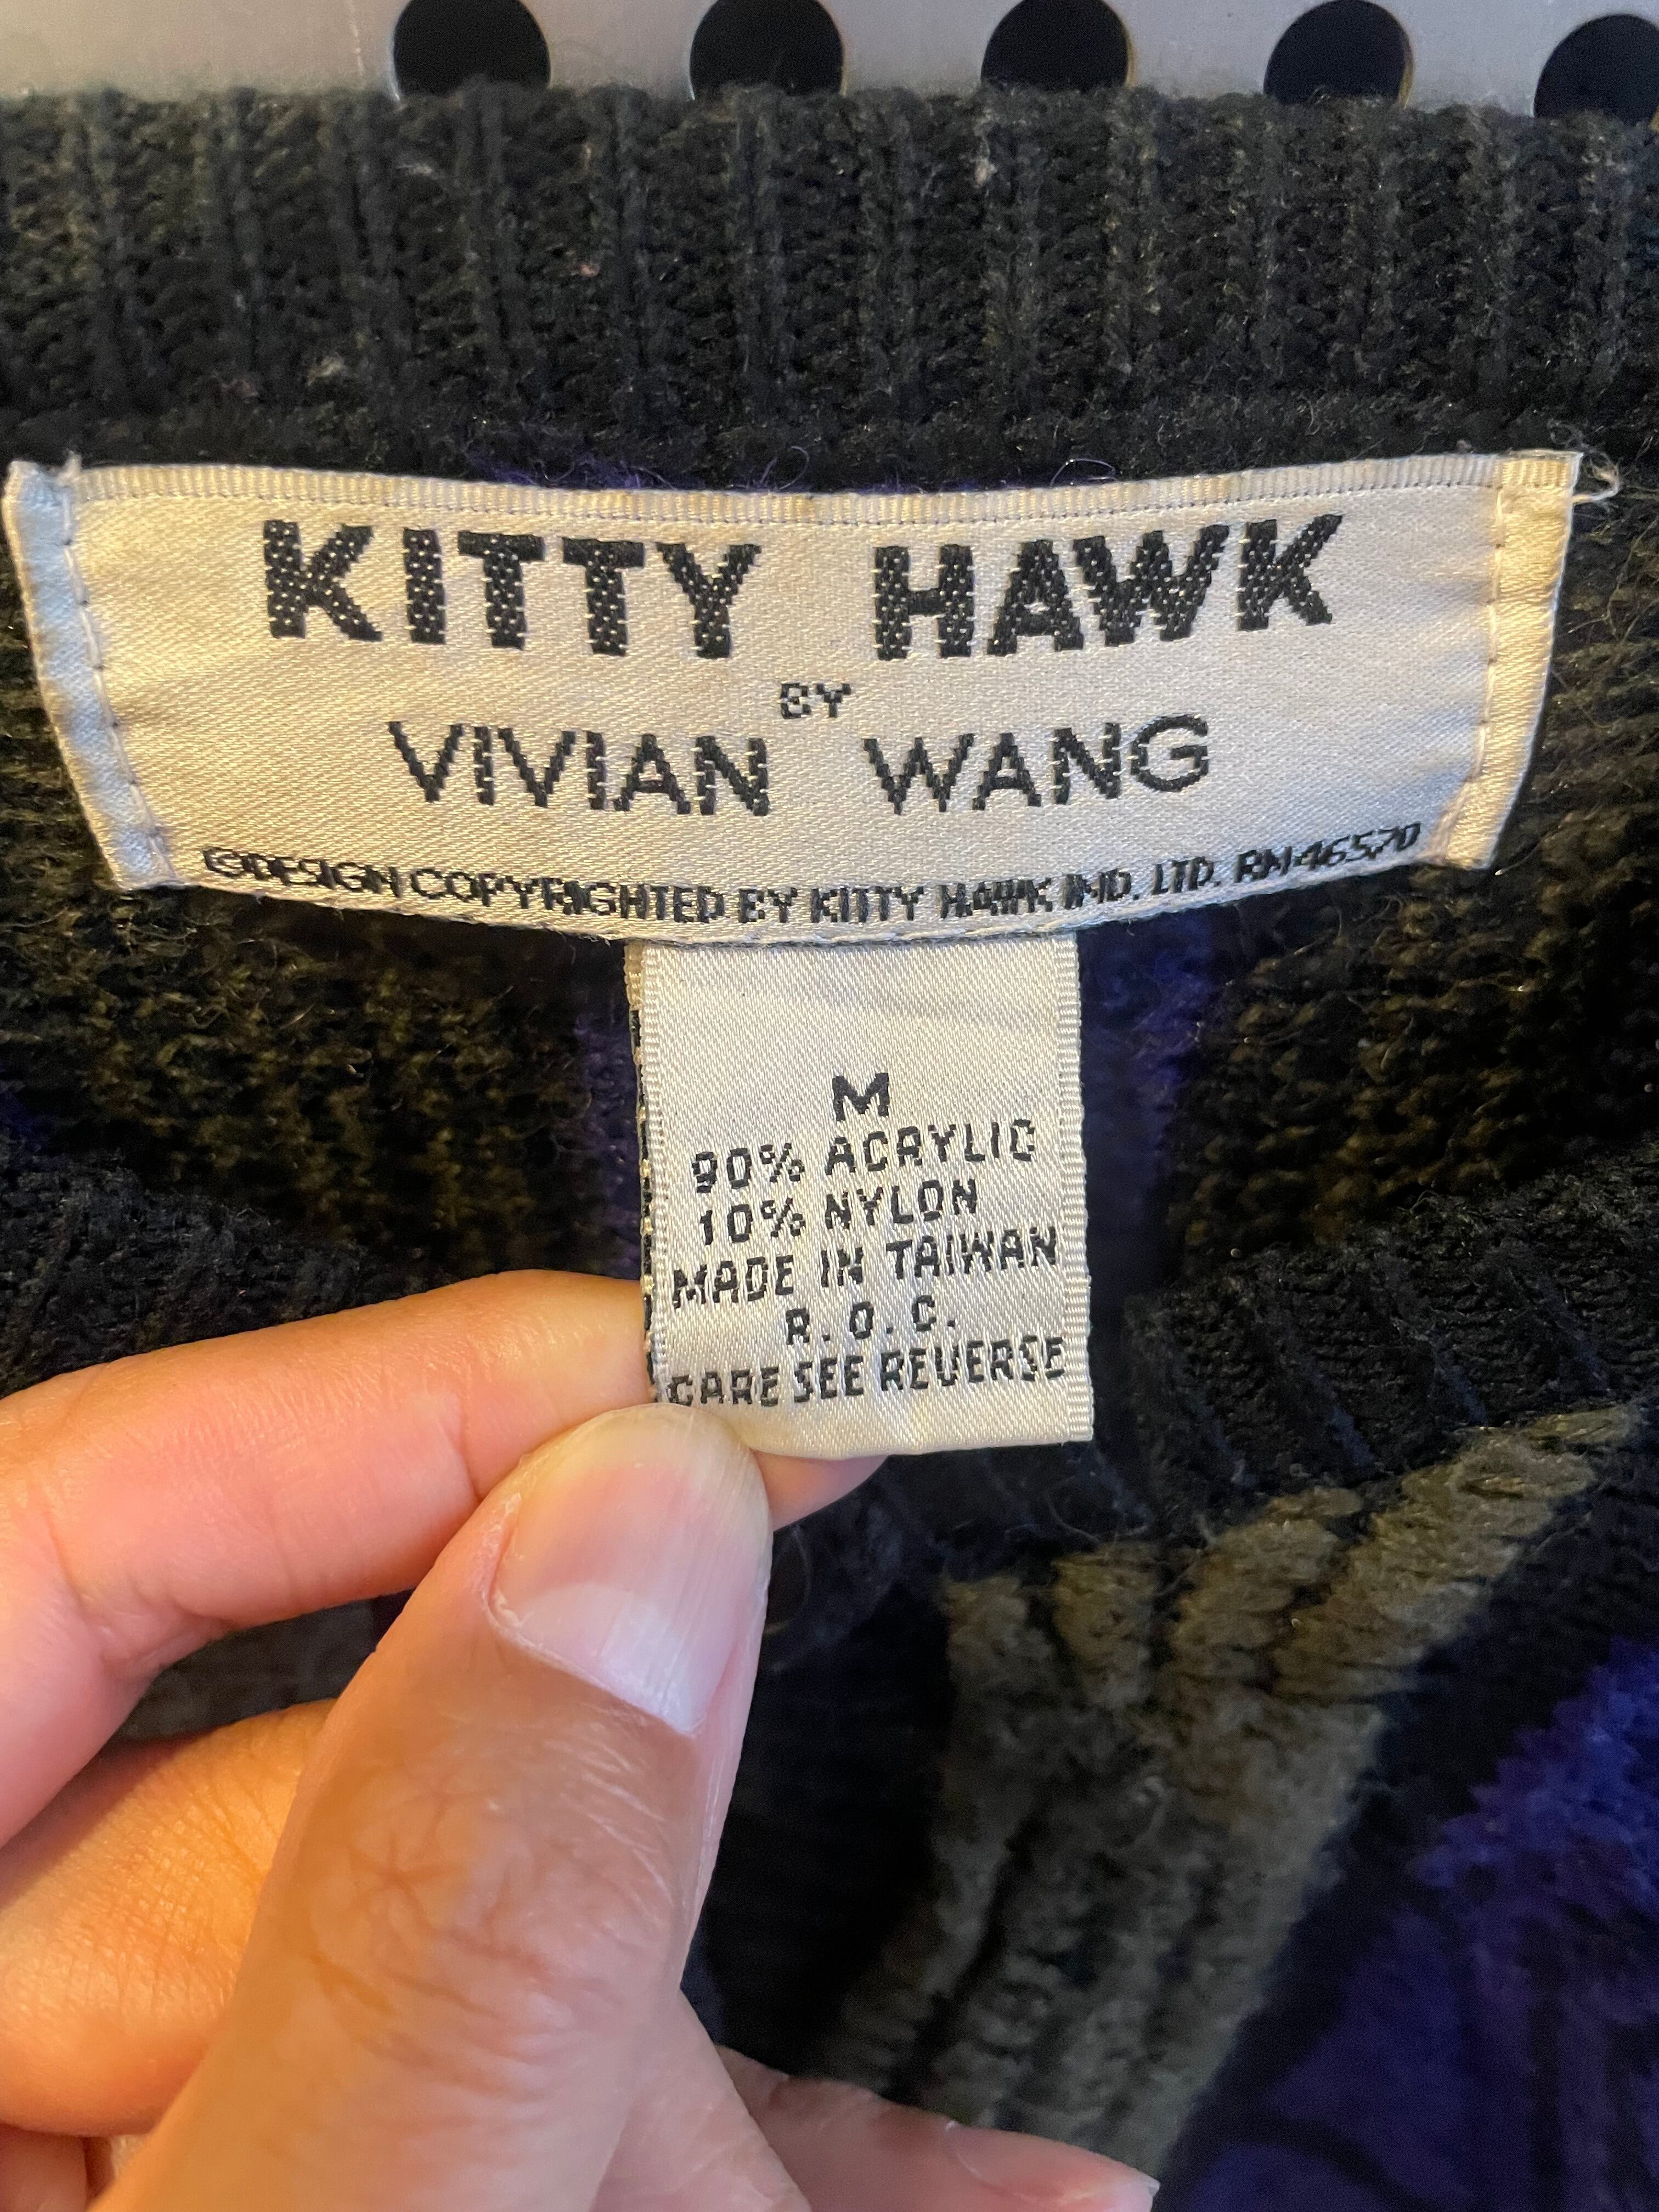 KITTY HAWK
BY
VIVIAN WANG
©DESIGN COPYRIGHTED BY KITTY HAWK IND. LTD. RN46570
M
90% ACRYLIC
10% NYLON
MADE IN TAIWAN
R.O.C.
CARE SEE REVERSE